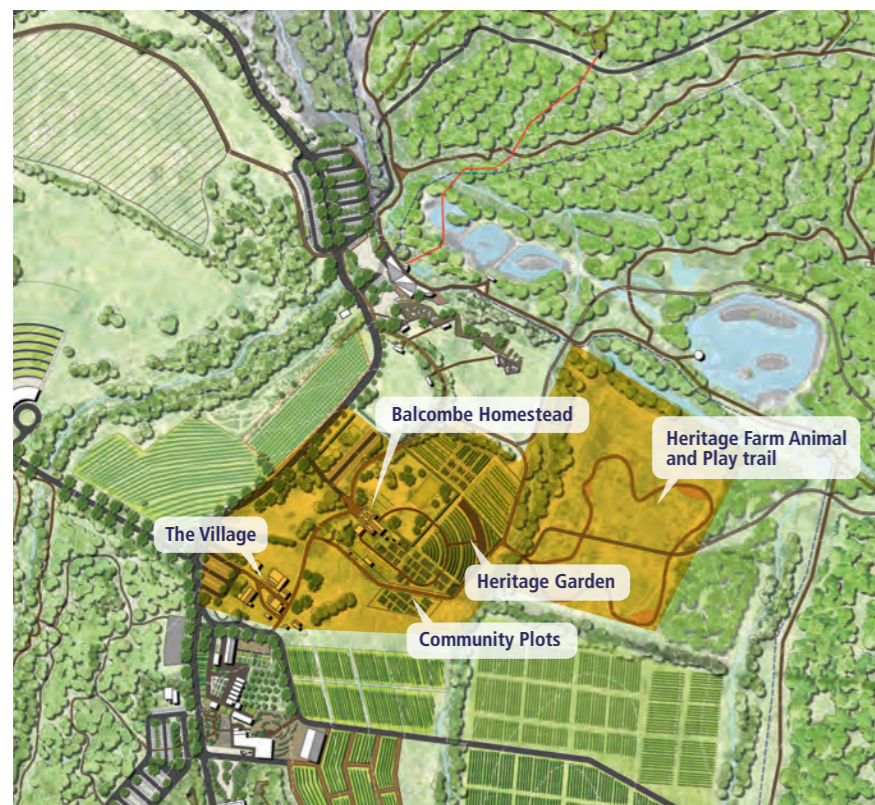 Balcombe Homestead
Heritage Farm Animal
and Play trail
The Village
Heritage Garden
Community Plots